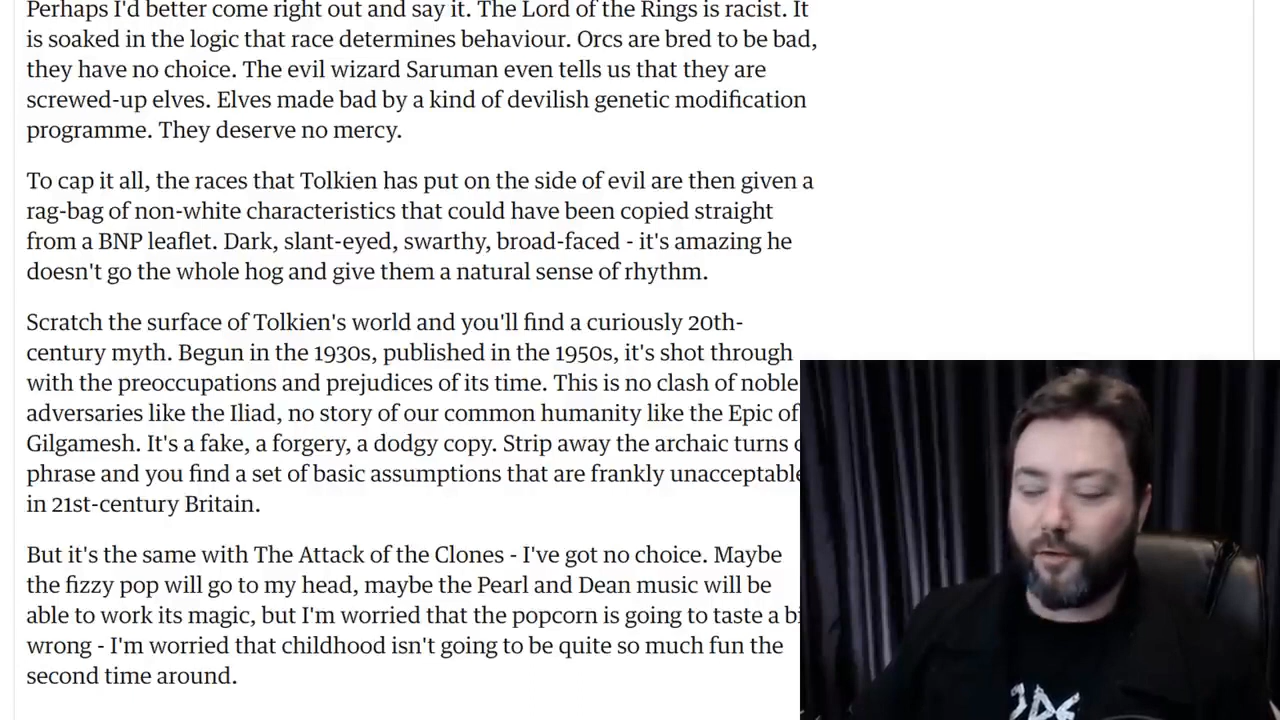 Perhaps I'd better come right out and say it. The Lord of the Rings is racist. It
is soaked in the logic that race determines behaviour. Orcs are bred to be bad,
they have no choice. The evil wizard Saruman even tells us that they are
screwed-up elves. Elves made bad by a kind of devilish genetic modification
programme. They deserve no mercy.
To cap it all, the races that Tolkien has put on the side of evil are then given a
rag-bag of non-white characteristics that could have been copied straight
from a BNP leaflet. Dark, slant-eyed, swarthy, broad-faced - it's amazing he
doesn't go the whole hog and give them a natural sense of rhythm.
Scratch the surface of Tolkien's world and you'll find a curiously 20th-
century myth. Begun in the 1930s, published in the 1950s, it's shot through
with the preoccupations and prejudices of its time. This is no clash of noble
adversaries like the Iliad, no story of our common humanity like the Epic of
Gilgamesh. It's a fake, a forgery, a dodgy copy. Strip away the archaic turns
phrase and you find a set of basic assumptions that are frankly unacceptable
in 21st-century Britain.
But it's the same with The Attack of the Clones - I've got no choice. Maybe
the fizzy pop will go to my head, maybe the Pearl and Dean music will be
able to work its magic, but I'm worried that the popcorn is going to taste a
wrong - I'm worried that childhood isn't going to be quite so much fun the
second time around.